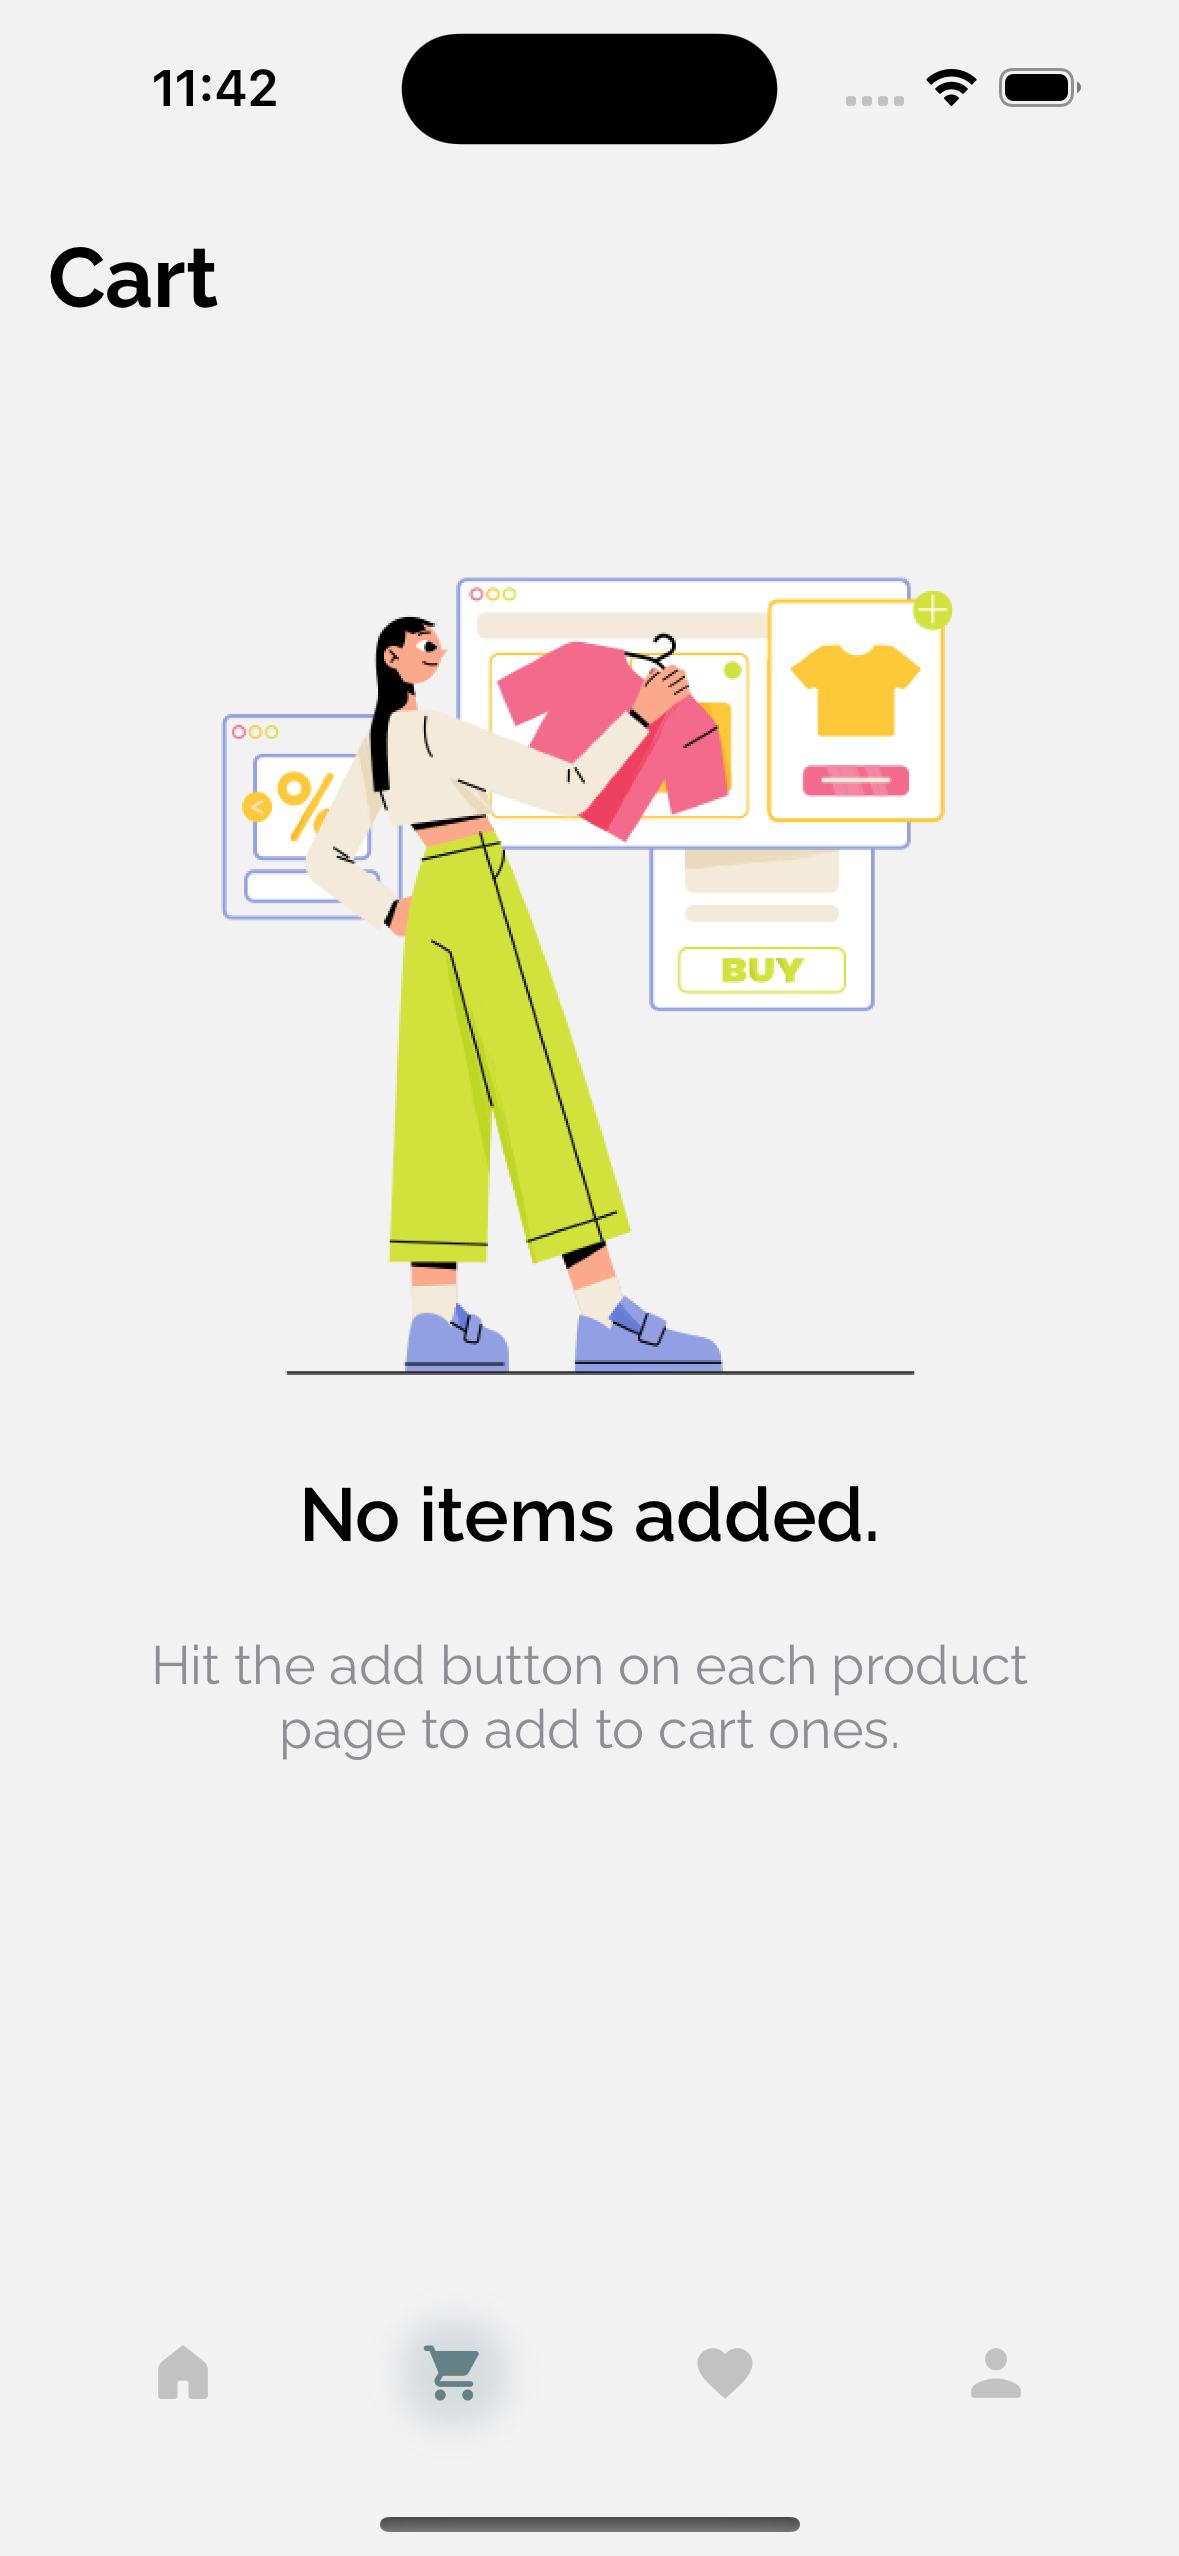 11:42
Cart
%
<
BUY
No items added.
Hit the add button on each product
page to add to cart ones.